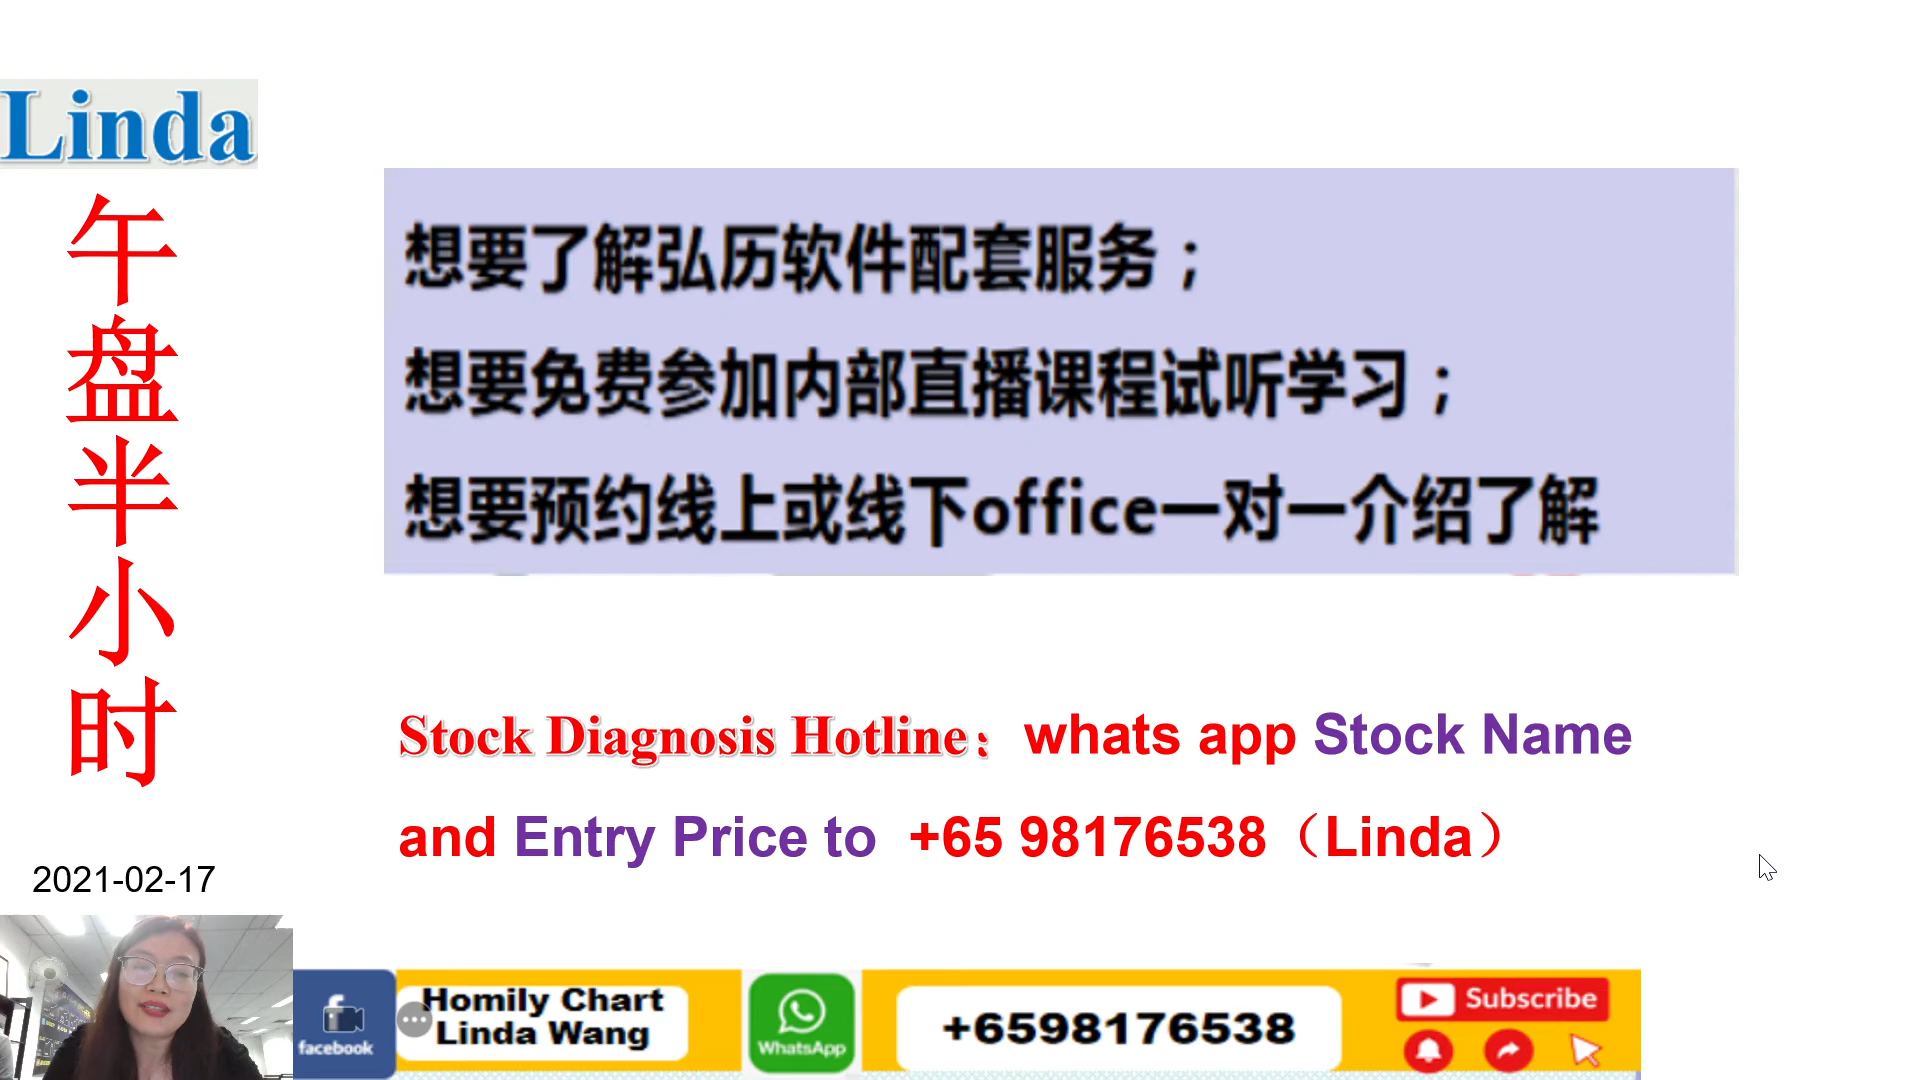 Linda
午盘半小时
想要了解弘历软件配套服务；
想要免费参加内部直播课程试听学习；
想要预约线上或线下office一对一介绍了解
Stock Diagnosis Hotline：whats app Stock Name
and Entry Price to +65 98176538（Linda）
2021-02-17
facebook
Homily Chart
Linda Wang
WhatsApp
+6598176538
Subscribe